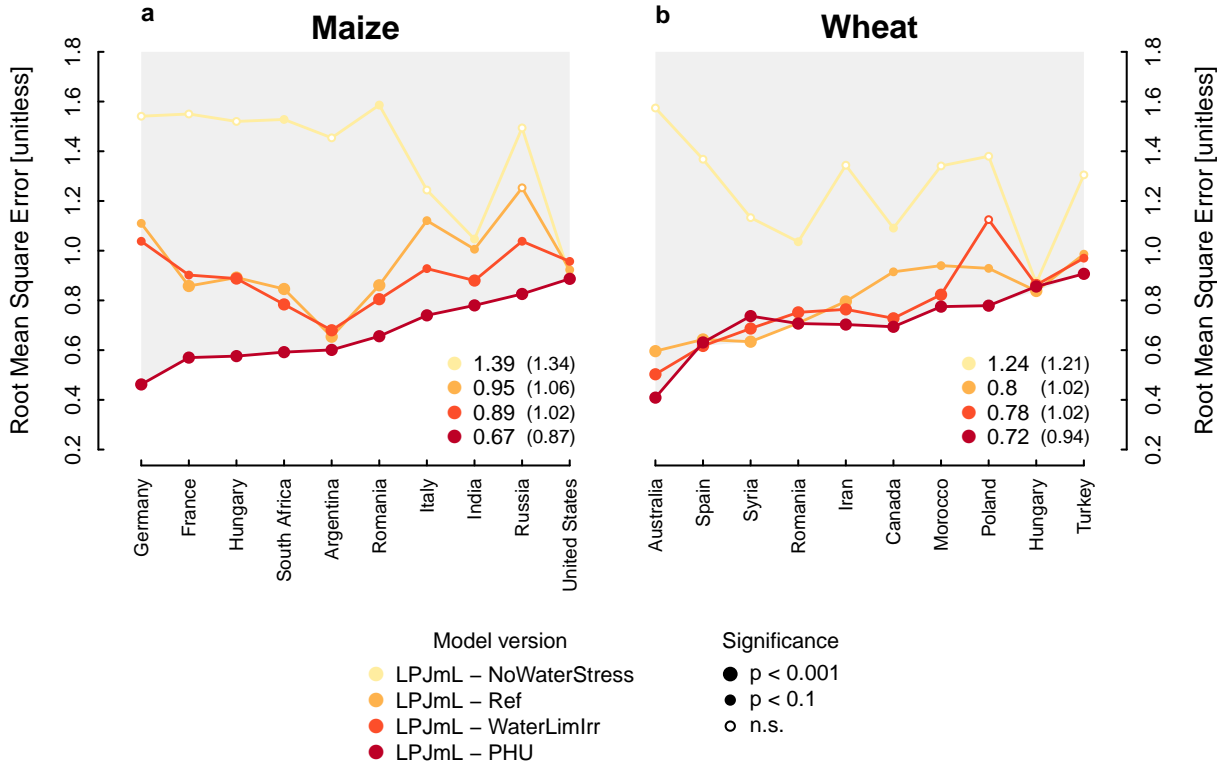 a
Maize
b
Wheat
Root Mean Square Error [unitless]
1.8
1.6
1.4
1.2
1.0
0.8
0.6
0.4
0.2
1.39 (1.34)
0.95 (1.06)
0.89 (1.02)
0.67 (0.87)
Germany
France
Hungary
South Africa
Argentina
Romania
Italy
India
Russia
United States
1.24 (1.21)
0.8 (1.02)
0.78 (1.02)
0.72 (0.94)
Australia
Spain
Syria
Romania
Iran
Canada
Morocco
Poland
Hungary
Turkey
1.8
1.6
1.4
1.2
1.0
0.8
0.6
0.4
0.2
Root Mean Square Error [unitless]
Model version
LPJmL − NoWaterStress
LPJmL − Ref
LPJmL − WaterLimIrr
LPJmL − PHU
Significance
p < 0.001
p < 0.1
n.s.